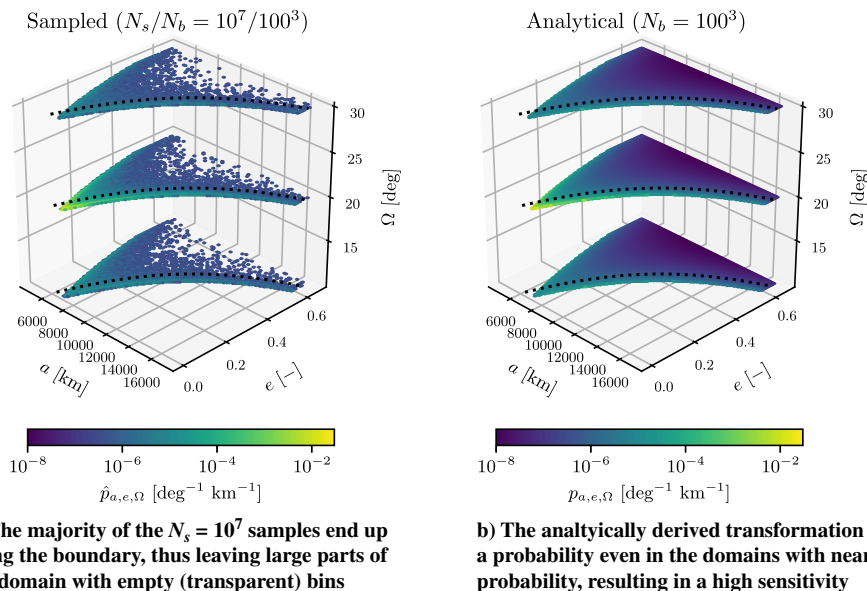 Sampled (N_s/N_b = 10^7/100^3)
30
25
20
15
Ω [deg]
6000
8000
10000
12000
14000
16000
a [km]
0.0
0.2
0.4
0.6
e [−]
10^−8
10^−6
10^−4
10^−2
p̂_a,e,Ω [deg^−1 km^−1]
he majority of the N_s = 10^7 samples end up
ng the boundary, thus leaving large parts of
domain with empty (transparent) bins
Analytical (N_b = 100^3)
30
25
20
15
Ω [deg]
6000
8000
10000
12000
14000
16000
a [km]
0.0
0.2
0.4
0.6
e [−]
10^−8
10^−6
10^−4
10^−2
p_a,e,Ω [deg^−1 km^−1]
b) The analtyically derived transformation
a probability even in the domains with near
probability, resulting in a high sensitivity